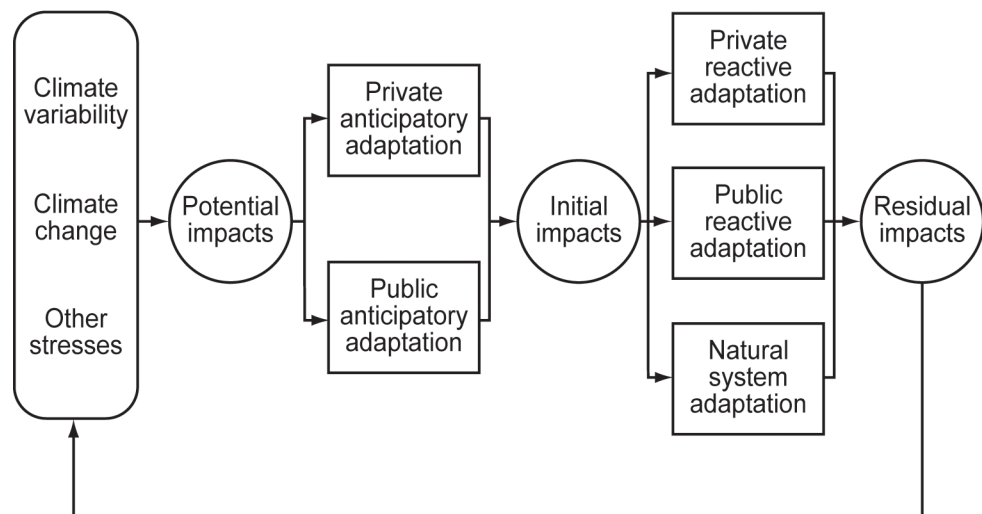 Climate
variability
Climate
change
Other
stresses
Potential
impacts
Private
anticipatory
adaptation
Public
anticipatory
adaptation
Initial
impacts
Private
reactive
adaptation
Public
reactive
adaptation
Natural
system
adaptation
Residual
impacts